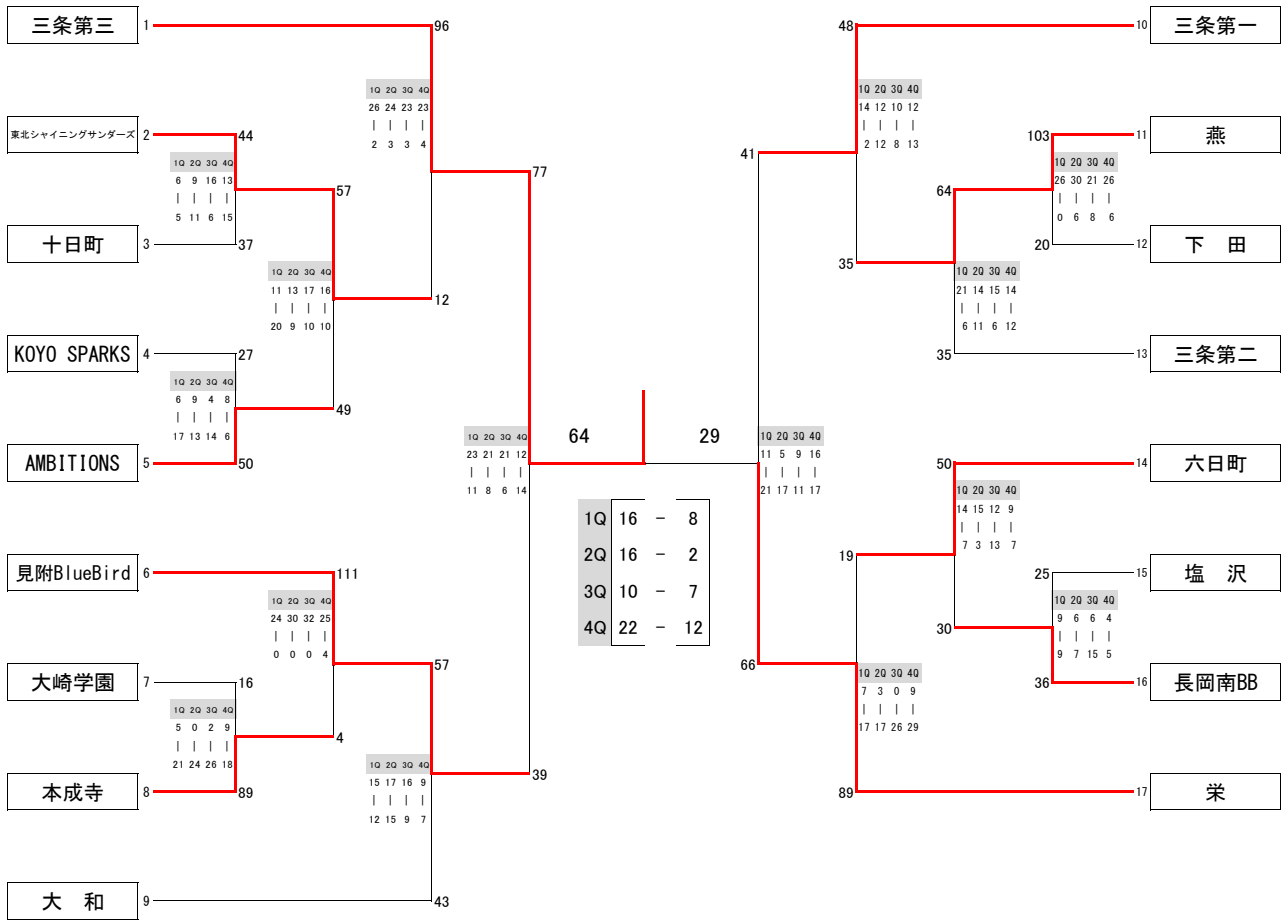 三条第三 1 96
1Q 2Q 3Q 4Q
26 24 23 23
| | | |
2 3 3 4
東北シャイニングサンダーズ 2 44
1Q 2Q 3Q 4Q
6 9 16 13
| | | |
5 11 6 15
十日町 3 37
57
77
1Q 2Q 3Q 4Q
11 13 17 16
| | | |
20 9 10 10
12
KOYO SPARKS 4 27
1Q 2Q 3Q 4Q
6 9 4 8
| | | |
17 13 14 6
AMBITIONS 5 50
49
1Q 2Q 3Q 4Q
23 21 21 12
| | | |
11 8 6 14
見附BlueBird 6 111
1Q 2Q 3Q 4Q
24 30 32 25
| | | |
0 0 0 4
大崎学園 7 16
1Q 2Q 3Q 4Q
5 0 2 9
| | | |
21 24 26 18
本成寺 8 89
4
57
1Q 2Q 3Q 4Q
15 17 16 9
| | | |
12 15 9 7
39
大 和 9 43
64 29
1Q 16 - 8
2Q 16 - 2
3Q 10 - 7
4Q 22 - 12
48 10 三条第一
1Q 2Q 3Q 4Q
14 12 10 12
| | | |
2 12 8 13
41
103 11 燕
1Q 2Q 3Q 4Q
26 30 21 26
| | | |
0 6 8 6
64
20 12 下 田
35
1Q 2Q 3Q 4Q
21 14 15 14
| | | |
6 11 6 12
35 13 三条第二
1Q 2Q 3Q 4Q
11 5 9 16
| | | |
21 17 11 17
50 14 六日町
1Q 2Q 3Q 4Q
14 15 12 9
| | | |
7 3 13 7
19
25 15 塩 沢
1Q 2Q 3Q 4Q
9 6 6 4
| | | |
9 7 15 5
30
36 16 長岡南BB
66
1Q 2Q 3Q 4Q
7 3 0 9
| | | |
17 17 26 29
89 17 栄